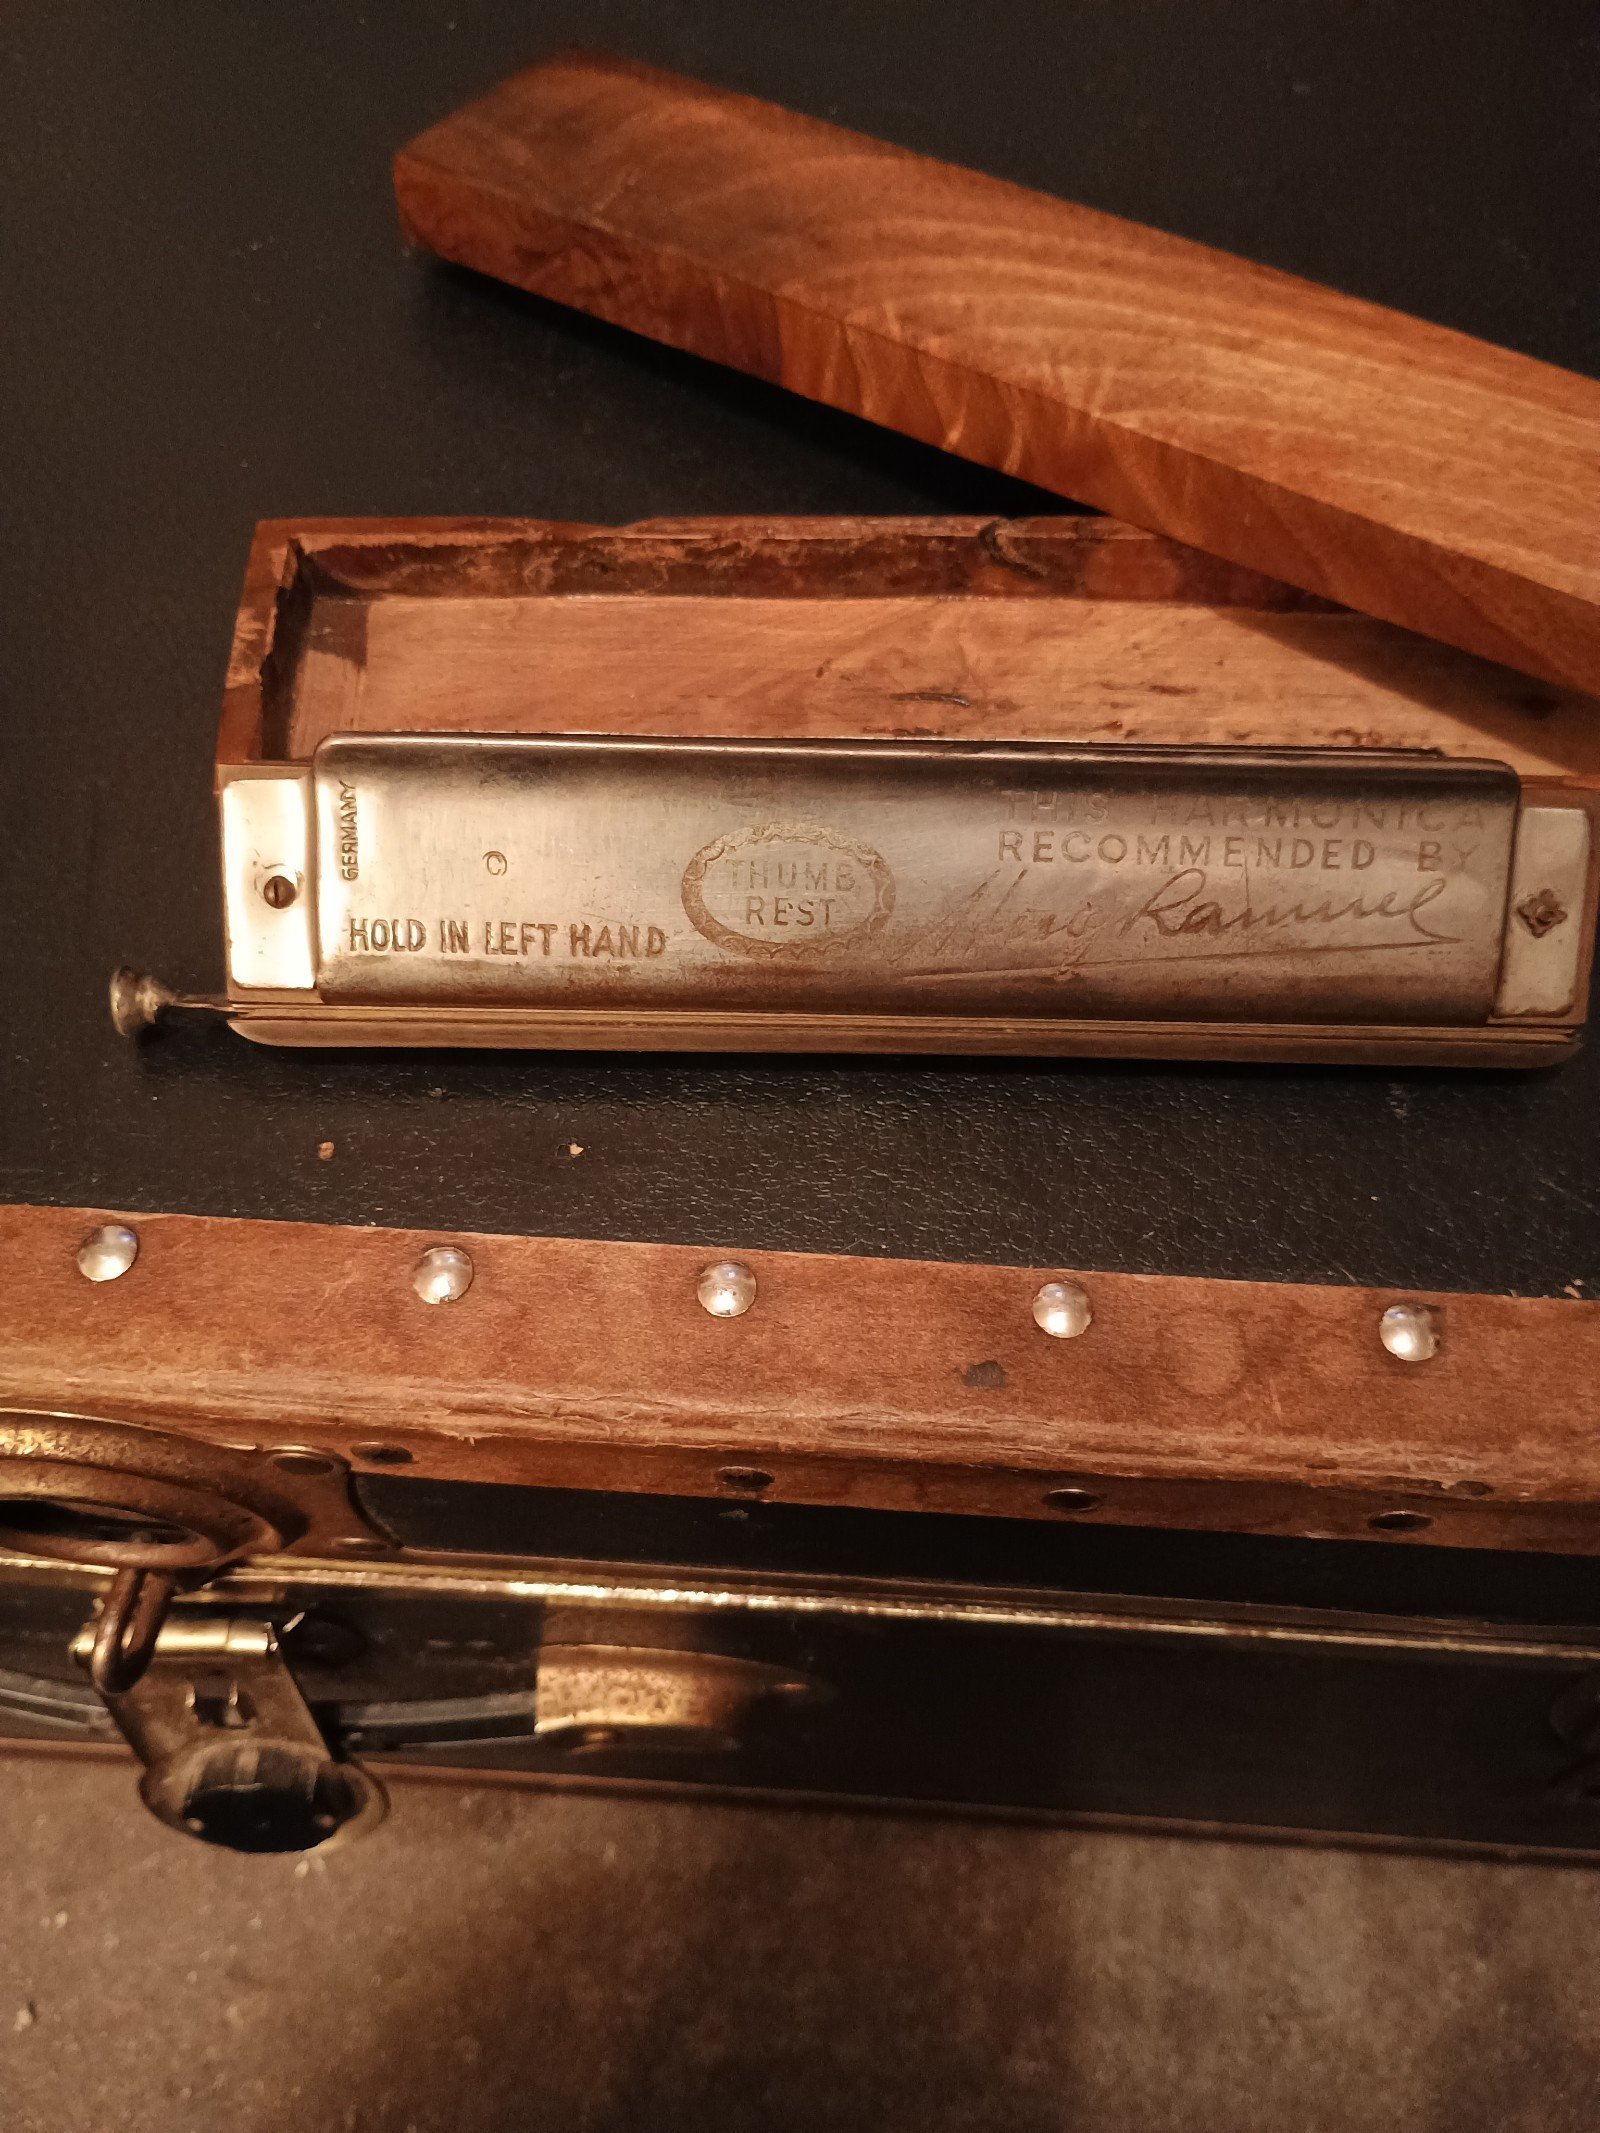 GERMANY
C
HOLD IN LEFT HAND
THUMB
REST
THIS HARMONICA
RECOMMENDED BY